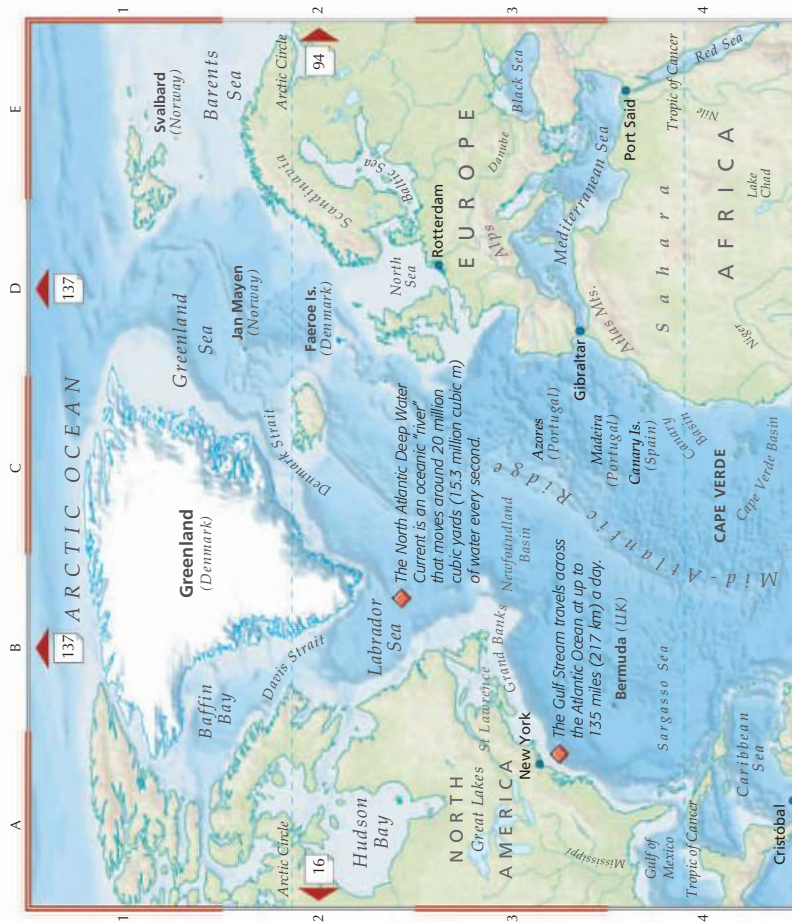 A
B
C
D
E
137
137
ARCTIC OCEAN
1
1
Svalbard
(Norway)
Barents
Sea
Greenland
Sea
Jan Mayen
(Norway)
Greenland
(Denmark)
Baffin
Bay
Davis Strait
Denmark Strait
Arctic Circle
Arctic Circle
2
2
16
94
Faeroe Is.
(Denmark)
Scandinavia
Baltic Sea
North
Sea
Hudson
Bay
Labrador
Sea
The North Atlantic Deep Water
Current is an oceanic “river”
that moves around 20 million
cubic yards (15.3 million cubic m)
of water every second.
Rotterdam
EUROPE
NORTH
AMERICA
Great Lakes
St Lawrence
Grand Banks
Newfoundland
Basin
3
3
Alps
Danube
Black Sea
New York
The Gulf Stream travels across
the Atlantic Ocean at up to
135 miles (217 km) a day.
Azores
(Portugal)
Gibraltar
Mediterranean Sea
Port Said
Mississippi
Bermuda (UK)
Mid-Atlantic Ridge
Madeira
(Portugal)
Atlas Mts.
Canary Is.
(Spain)
Gulf of
Mexico
Sargasso Sea
Canary
Basin
Sahara
Tropic of Cancer
Tropic of Cancer
Nile
Red Sea
4
4
CAPE VERDE
Cape Verde Basin
AFRICA
Niger
Lake
Chad
Caribbean
Sea
Cristóbal